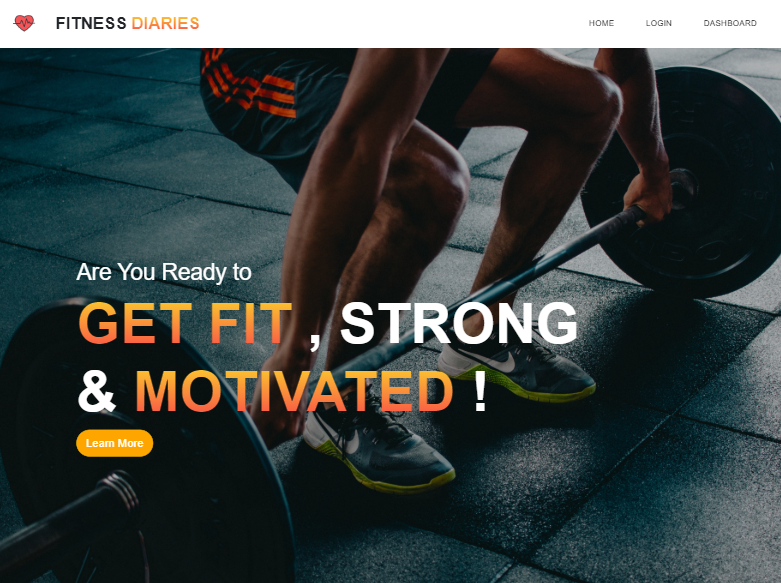 FITNESS DIARIES
HOME
LOGIN
DASHBOARD
Are You Ready to
GET FIT , STRONG
& MOTIVATED !
Learn More